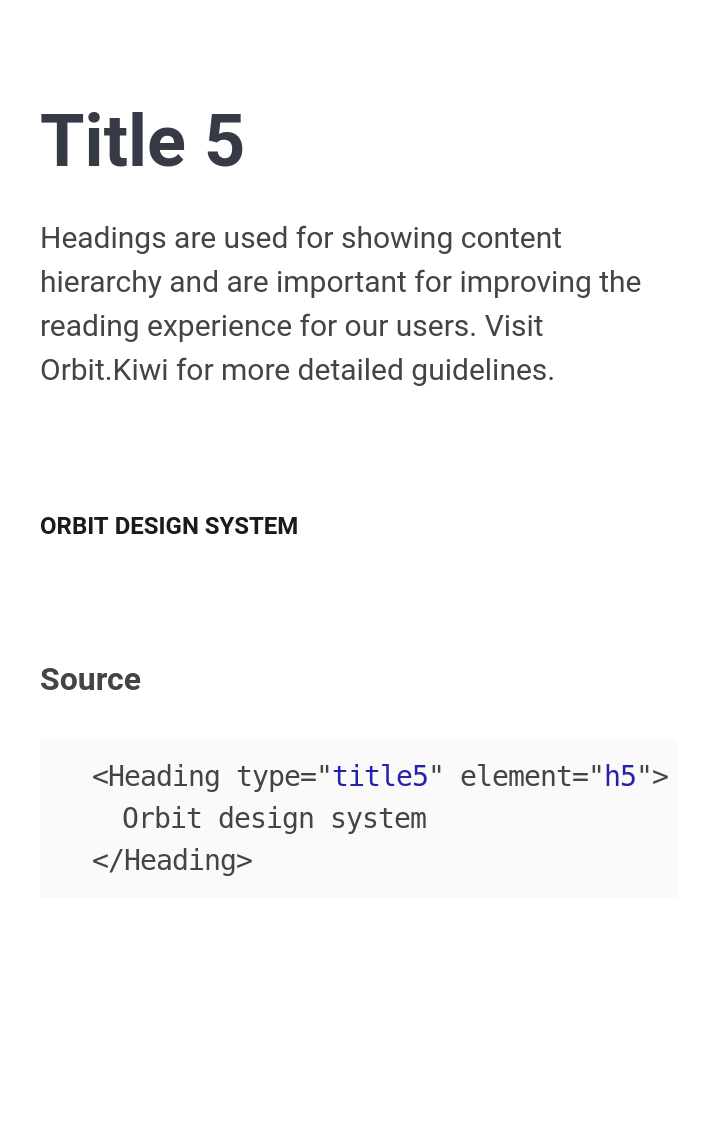 Title 5
Headings are used for showing content
hierarchy and are important for improving the
reading experience for our users. Visit
Orbit.Kiwi for more detailed guidelines.
ORBIT DESIGN SYSTEM
Source
<Heading type="title5" element="h5">
Orbit design system
</Heading>